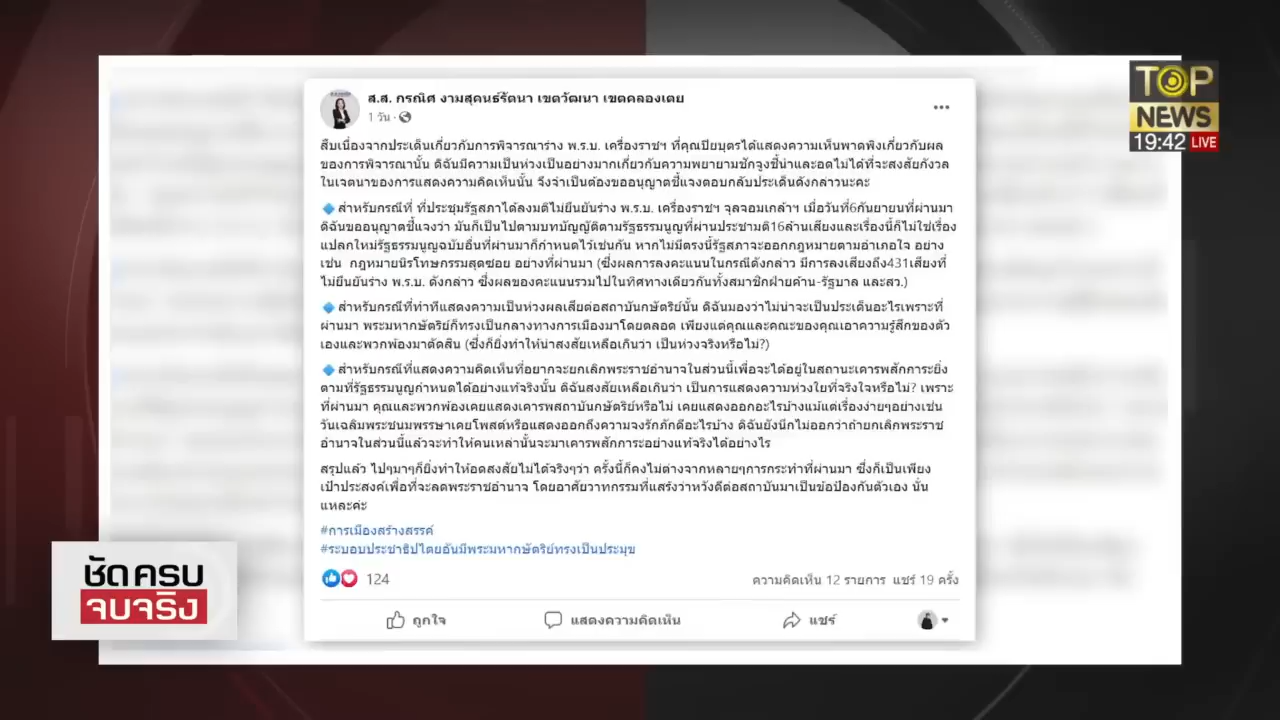 TOP
NEWS
19:42 LIVE
ส.ส. กรณิศ งามสุคนธ์รัตนา เขตวัฒนา เขตคลองเตย
1 วัน ·
สืบเนื่องจากประเด็นเกี่ยวกับการพิจารณาร่าง พ.ร.บ. เครื่องราชฯ ที่คุณปิยบุตรได้แสดงความเห็นพาดพิงเกี่ยวกับผล
ของการพิจารณานั้น ดิฉันมีความเป็นห่วงเป็นอย่างมากเกี่ยวกับความพยายามชักจูงชี้นำและอดไม่ได้ที่จะสงสัยกังวล
ในเจตนาของการแสดงความคิดเห็นนั้น จึงจำเป็นต้องขออนุญาตชี้แจงตอบกลับประเด็นดังกล่าวนะคะ
🔷 สำหรับกรณีที่ ที่ประชุมรัฐสภาได้ลงมติไม่ยืนยันร่าง พ.ร.บ. เครื่องราชฯ จุลจอมเกล้าฯ เมื่อวันที่6กันยายนที่ผ่านมา
ดิฉันขออนุญาตชี้แจงว่า มันก็เป็นไปตามบทบัญญัติตามรัฐธรรมนูญที่ผ่านประชามติ16ล้านเสียงและเรื่องนี้ก็ไม่ใช่เรื่อง
แปลกใหม่รัฐธรรมนูญฉบับอื่นที่ผ่านมาก็กำหนดไว้เช่นกัน หากไม่มีตรงนี้รัฐสภาจะออกกฎหมายตามอำเภอใจ อย่าง
เช่น กฎหมายนิรโทษกรรมสุดซอย อย่างที่ผ่านมา (ซึ่งผลการลงคะแนนในกรณีดังกล่าว มีการลงเสียงถึง431เสียงที่
ไม่ยืนยันร่าง พ.ร.บ. ดังกล่าว ซึ่งผลของคะแนนรวมไปในทิศทางเดียวกันทั้งสมาชิกฝ่ายค้าน-รัฐบาล และสว.)
🔷 สำหรับกรณีที่ทำทีแสดงความเป็นห่วงผลเสียต่อสถาบันกษัตริย์นั้น ดิฉันมองว่าไม่น่าจะเป็นประเด็นอะไรเพราะที่
ผ่านมา พระมหากษัตริย์ก็ทรงเป็นกลางทางการเมืองมาโดยตลอด เพียงแต่คุณและคณะของคุณเอาความรู้สึกของตัว
เองและพวกพ้องมาตัดสิน (ซึ่งก็ยิ่งทำให้น่าสงสัยเหลือเกินว่า เป็นห่วงจริงหรือไม่?)
🔷 สำหรับกรณีที่แสดงความคิดเห็นที่อยากจะยกเลิกพระราชอำนาจในส่วนนี้เพื่อจะได้อยู่ในสถานะเคารพสักการะยิ่ง
ตามที่รัฐธรรมนูญกำหนดได้อย่างแท้จริงนั้น ดิฉันสงสัยเหลือเกินว่า เป็นการแสดงความห่วงใยที่จริงใจหรือไม่? เพราะ
ที่ผ่านมา คุณและพวกพ้องเคยแสดงเคารพสถาบันกษัตริย์หรือไม่ เคยแสดงออกอะไรบ้างแม้แต่เรื่องง่ายๆอย่างเช่น
วันเฉลิมพระชนมพรรษาเคยโพสต์หรือแสดงออกถึงความจงรักภักดีอะไรบ้าง ดิฉันยังนึกไม่ออกว่าถ้ายกเลิกพระราช
อำนาจในส่วนนี้แล้วจะทำให้คนเหล่านั้นจะมาเคารพสักการะอย่างแท้จริงได้อย่างไร
สรุปแล้ว ไปๆมาๆก็ยิ่งทำให้อดสงสัยไม่ได้จริงๆว่า ครั้งนี้ก็คงไม่ต่างจากหลายๆการกระทำที่ผ่านมา ซึ่งก็เป็นเพียง
เป้าประสงค์เพื่อที่จะลดพระราชอำนาจ โดยอาศัยวาทกรรมที่แสร้งว่าหวังดีต่อสถาบันมาเป็นข้อป้องกันตัวเอง นั่น
แหละค่ะ
#การเมืองสร้างสรรค์
#ระบอบประชาธิปไตยอันมีพระมหากษัตริย์ทรงเป็นประมุข
124
ความคิดเห็น 12 รายการ แชร์ 19 ครั้ง
ถูกใจ
แสดงความคิดเห็น
แชร์
ชัดครบ
จบจริง